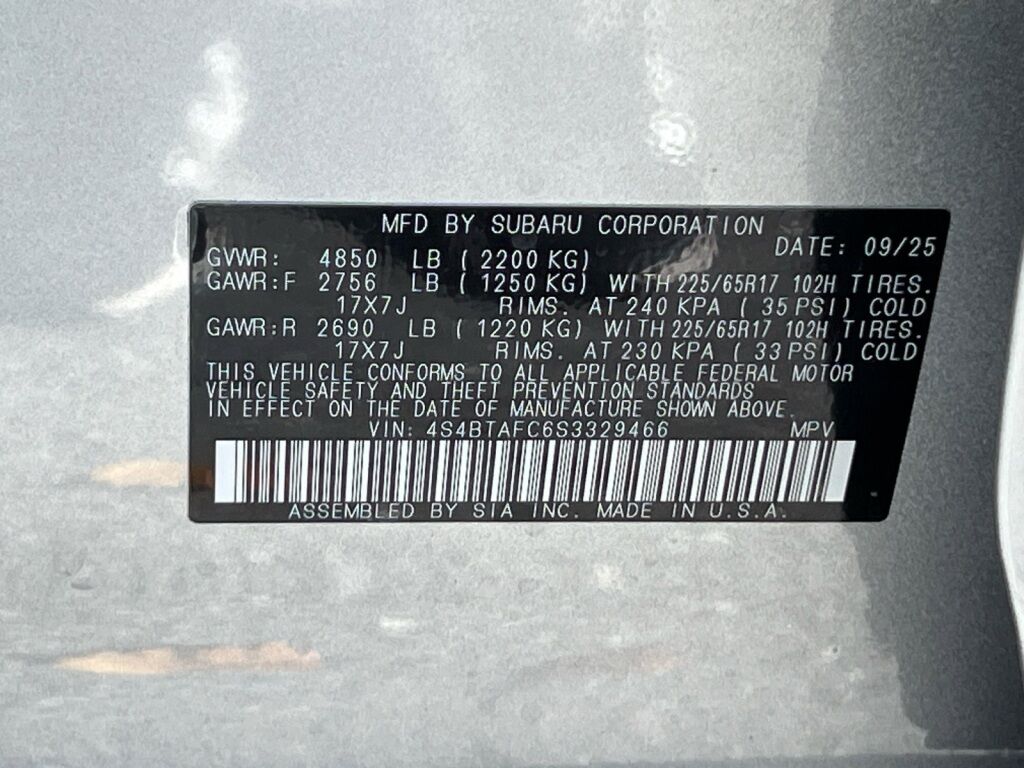 MFD BY SUBARU CORPORATION
DATE: 09/25
GVWR: 4850 LB ( 2200 KG)
GAWR:F 2756 LB ( 1250 KG) WITH 225/65R17 102H TIRES.
17X7J RIMS. AT 240 KPA ( 35 PSI) COLD
GAWR:R 2690 LB ( 1220 KG) WITH 225/65R17 102H TIRES.
17X7J RIMS. AT 230 KPA ( 33 PSI) COLD
THIS VEHICLE CONFORMS TO ALL APPLICABLE FEDERAL MOTOR
VEHICLE SAFETY AND THEFT PREVENTION STANDARDS
IN EFFECT ON THE DATE OF MANUFACTURE SHOWN ABOVE.
VIN: 4S4BTAFC6S3329466 MPV
ASSEMBLED BY SIA INC. MADE IN U.S.A.